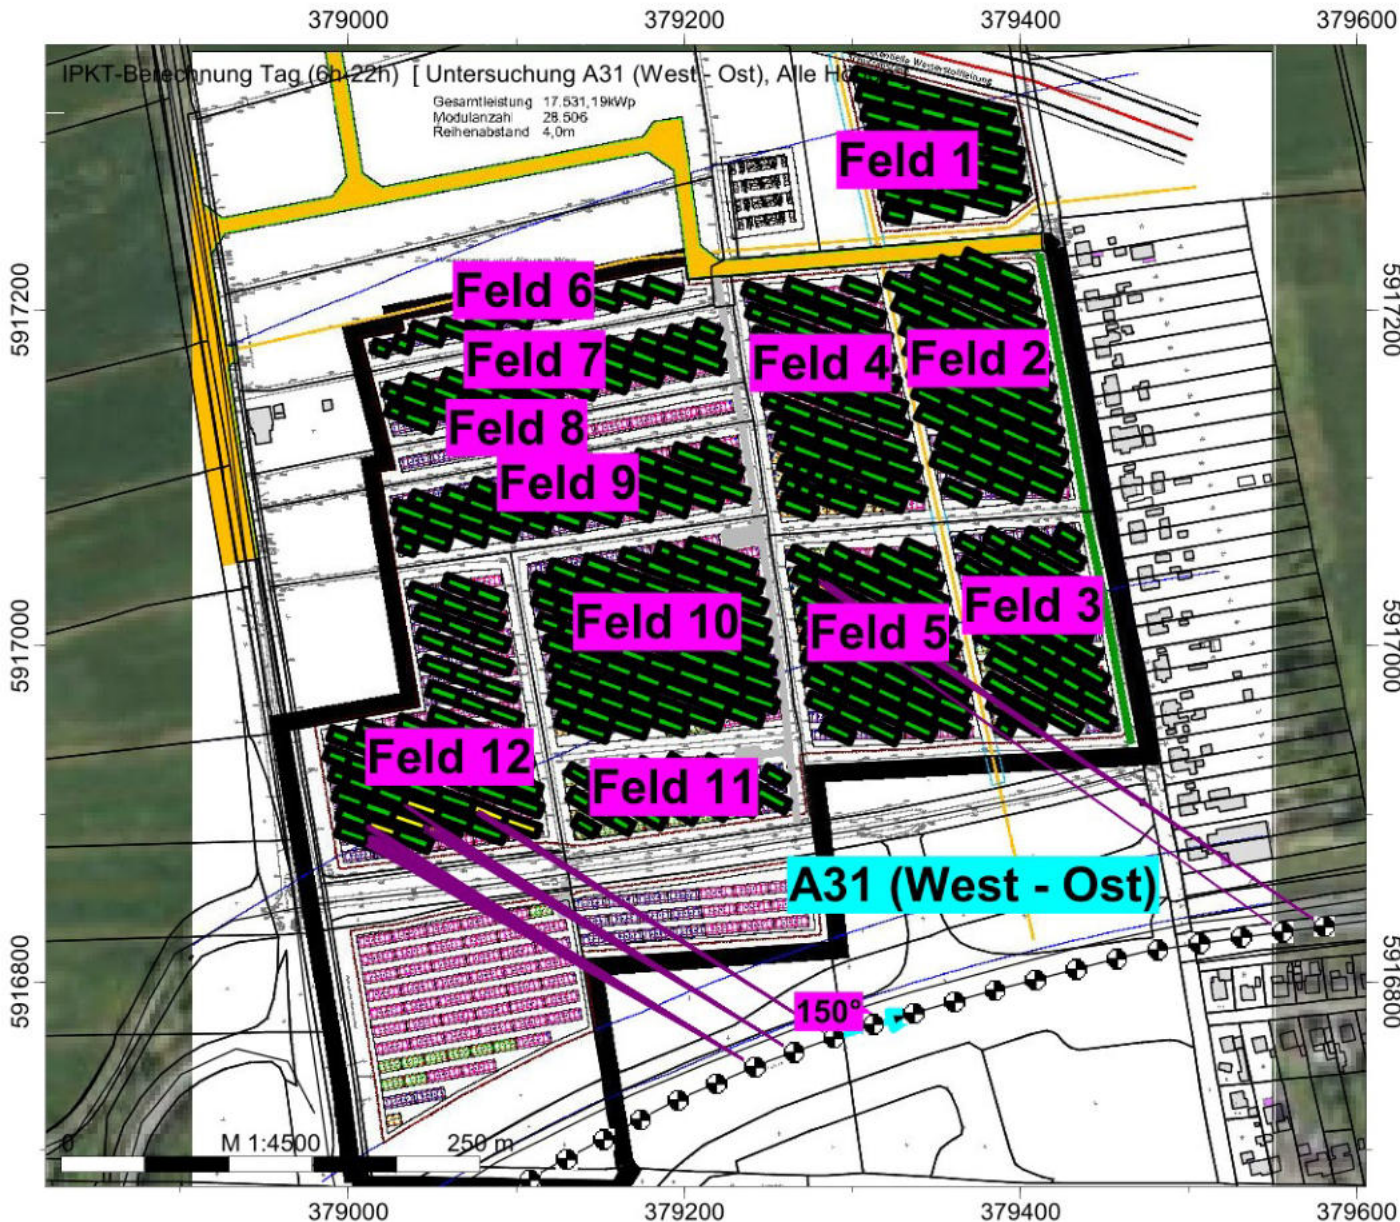 379000 379200 379400 379600
IPKT-Berechnung Tag (6h-22h) [ Untersuchung A31 (West - Ost), Alle
Gesamtleistung 17.531,19kWp
Modulanzahl 28.506
Reihenabstand 4,0m
Feld 1
5917200
5917200
Feld 6
Feld 7
Feld 4
Feld 2
Feld 8
Feld 9
5917000
5917000
Feld 10
Feld 5
Feld 3
Feld 12
Feld 11
A31 (West - Ost)
150°
5916800
5916800
0 M 1:4500 250 m
379000 379200 379400 379600